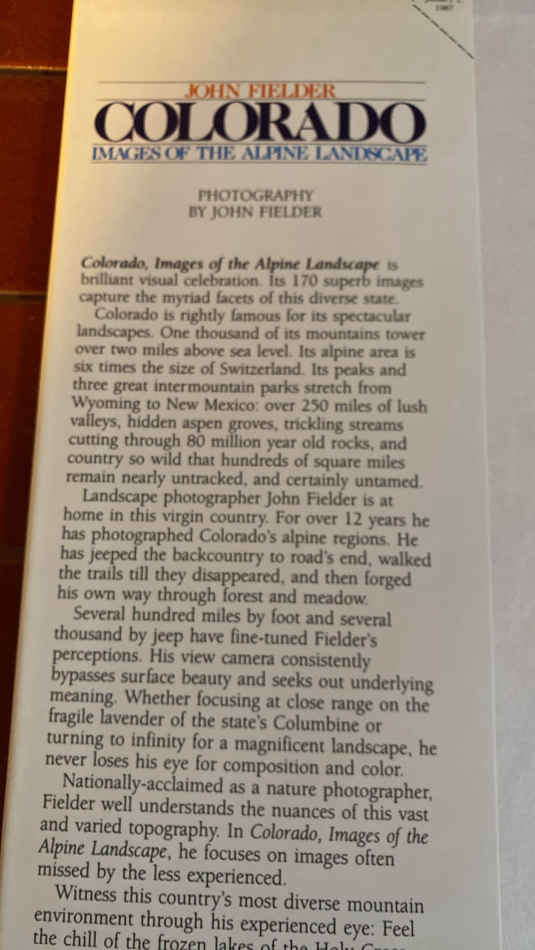 1987
JOHN FIELDER
COLORADO
IMAGES OF THE ALPINE LANDSCAPE
PHOTOGRAPHY
BY JOHN FIELDER
Colorado, Images of the Alpine Landscape is
brilliant visual celebration. Its 170 superb images
capture the myriad facets of this diverse state.
Colorado is rightly famous for its spectacular
landscapes. One thousand of its mountains tower
over two miles above sea level. Its alpine area is
six times the size of Switzerland. Its peaks and
three great intermountain parks stretch from
Wyoming to New Mexico: over 250 miles of lush
valleys, hidden aspen groves, trickling streams
cutting through 80 million year old rocks, and
country so wild that hundreds of square miles
remain nearly untracked, and certainly untamed.
Landscape photographer John Fielder is at
home in this virgin country. For over 12 years he
has photographed Colorado's alpine regions. He
has jeeped the backcountry to road's end, walked
the trails till they disappeared, and then forged
his own way through forest and meadow.
Several hundred miles by foot and several
thousand by jeep have fine-tuned Fielder's
perceptions. His view camera consistently
bypasses surface beauty and seeks out underlying
meaning. Whether focusing at close range on the
fragile lavender of the state's Columbine or
turning to infinity for a magnificent landscape, he
never loses his eye for composition and color.
Nationally-acclaimed as a nature photographer,
Fielder well understands the nuances of this vast
and varied topography. In Colorado, Images of the
Alpine Landscape, he focuses on images often
missed by the less experienced.
Witness this country's most diverse mountain
environment through his experienced eye: Feel
the chill of the frozen lakes of the Holy Cross